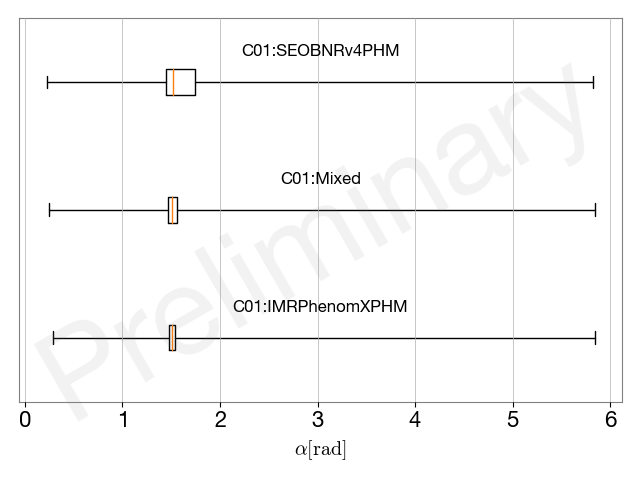 C01:SEOBNRv4PHM
C01:Mixed
C01:IMRPhenomXPHM
Preliminary
0 1 2 3 4 5 6
α[rad]